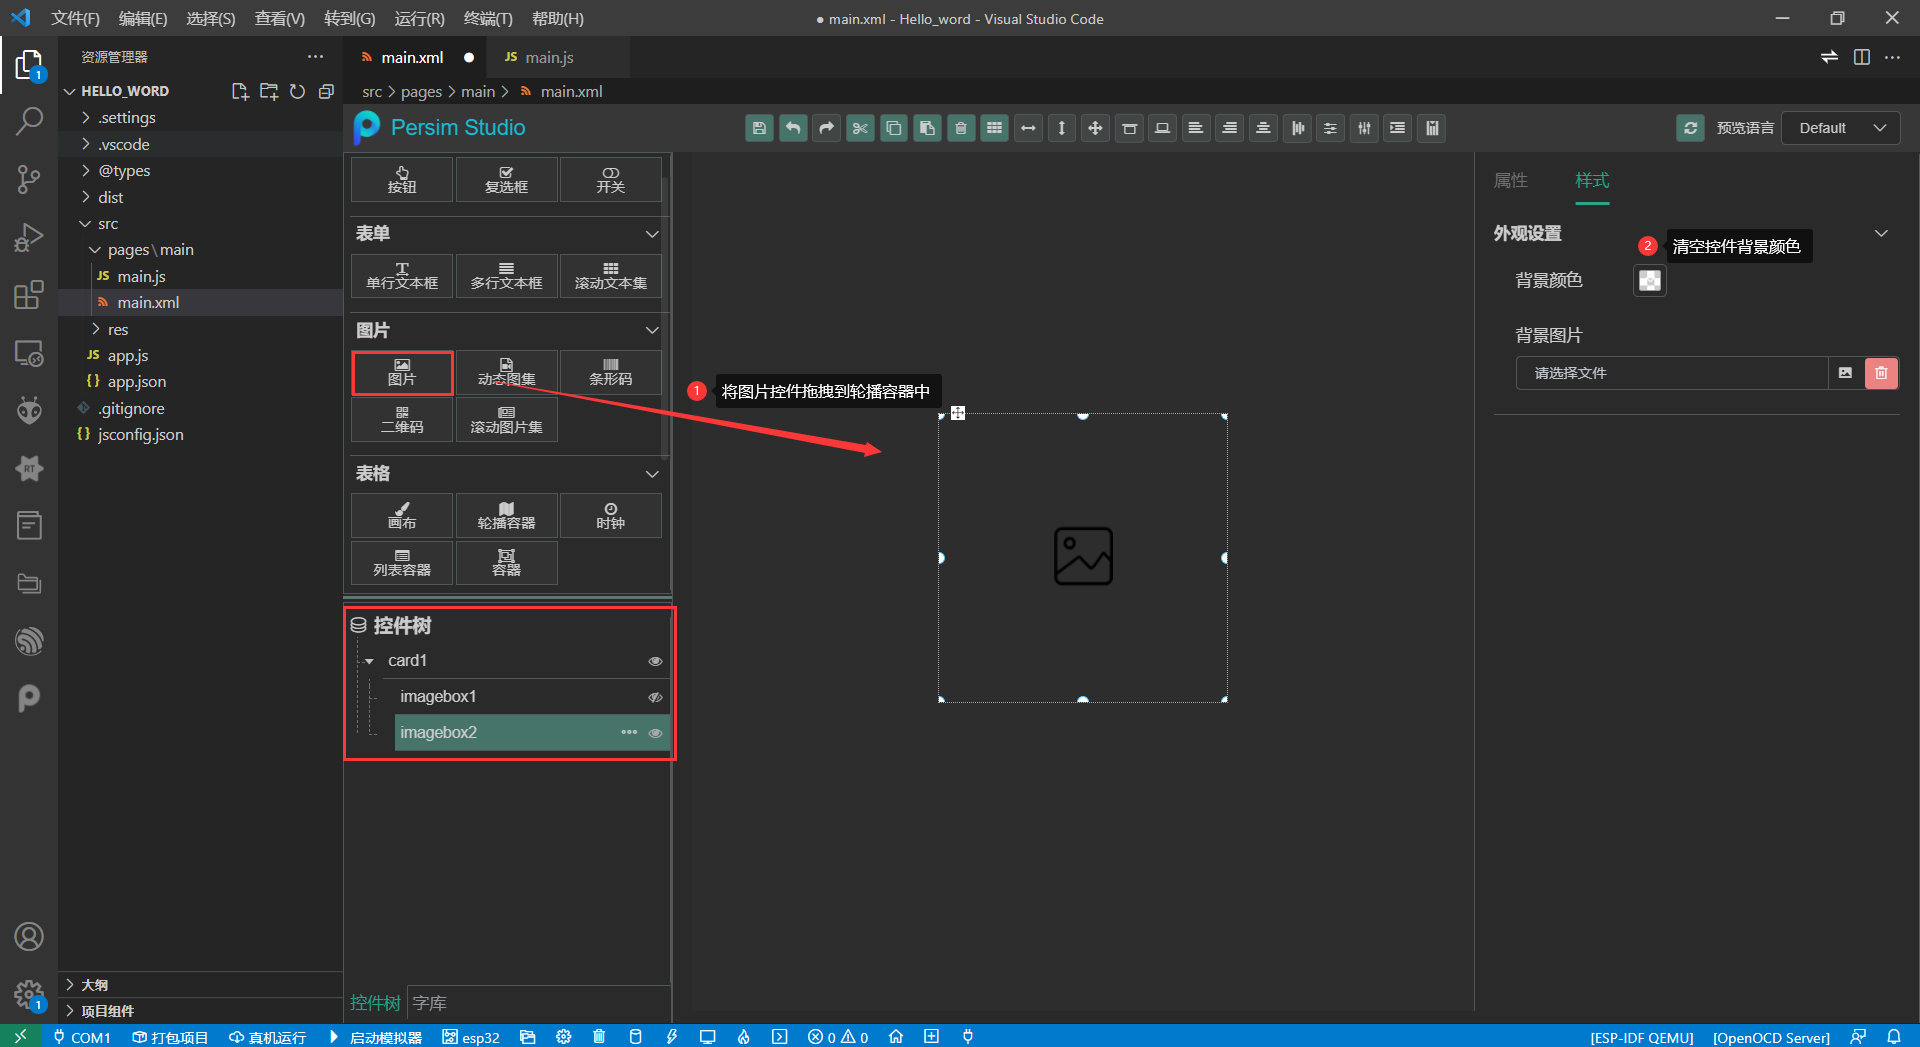 文件(F) 编辑(E) 选择(S) 查看(V) 转到(G) 运行(R) 终端(T) 帮助(H)
● main.xml - Hello_word - Visual Studio Code
资源管理器
HELLO_WORD
.settings
.vscode
@types
dist
src
pages\main
JS main.js
main.xml
res
JS app.js
{} app.json
.gitignore
{} jsconfig.json
大纲
项目组件
1
1
RT
main.xml
JS main.js
src > pages > main > main.xml
Persim Studio
预览语言
Default
按钮 复选框 开关
表单
单行文本框 多行文本框 滚动文本集
图片
图片 动态图集 条形码
二维码 滚动图片集
表格
画布 轮播容器 时钟
列表容器 容器
控件树
card1
imagebox1
imagebox2
控件树 字库
1 将图片控件拖拽到轮播容器中
属性 样式
外观设置
2 清空控件背景颜色
背景颜色
背景图片
请选择文件
COM1 打包项目 真机运行 启动模拟器 esp32 0 0 [ESP-IDF QEMU] [OpenOCD Server]